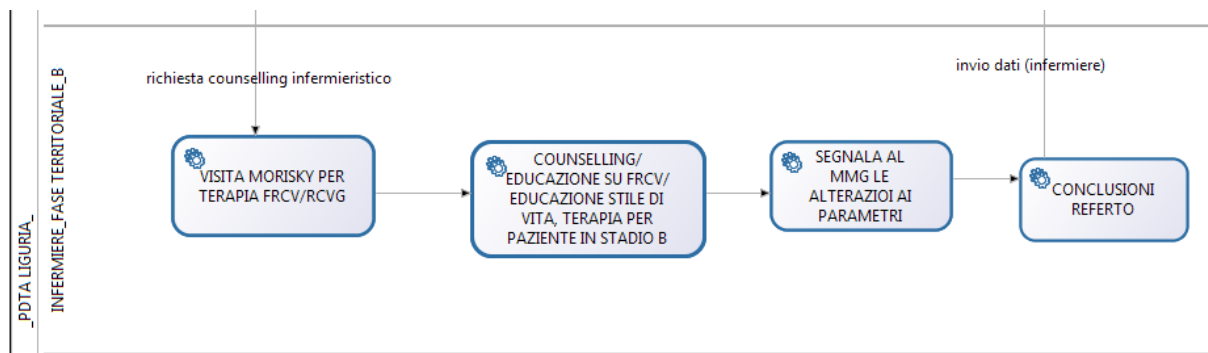 _PDTA LIGURIA_
INFERMIERE_FASE TERRITORIALE_B
richiesta counselling infermieristico
invio dati (infermiere)
VISITA MORISKY PER
TERAPIA FRCV/RCVG
COUNSELLING/
EDUCAZIONE SU FRCV/
EDUCAZIONE STILE DI
VITA, TERAPIA PER
PAZIENTE IN STADIO B
SEGNALA AL
MMG LE
ALTERAZIOI AI
PARAMETRI
CONCLUSIONI
REFERTO